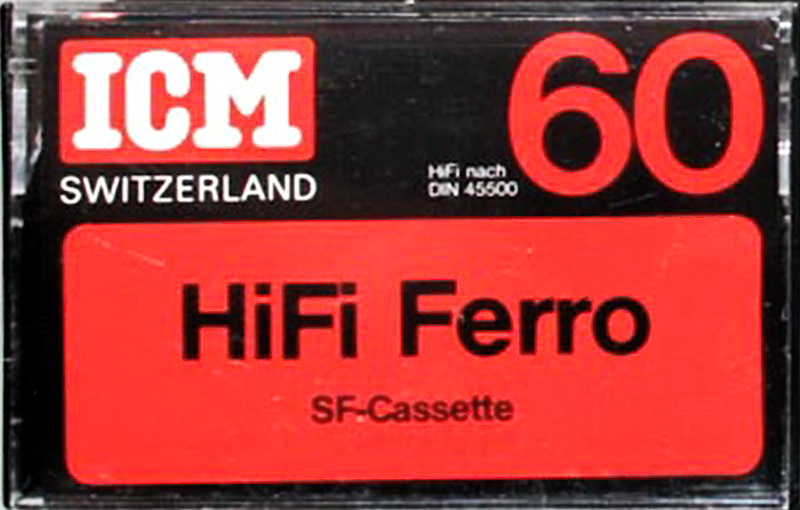 ICM
SWITZERLAND
HiFi nach
DIN 45500
60
HiFi Ferro
SF-Cassette